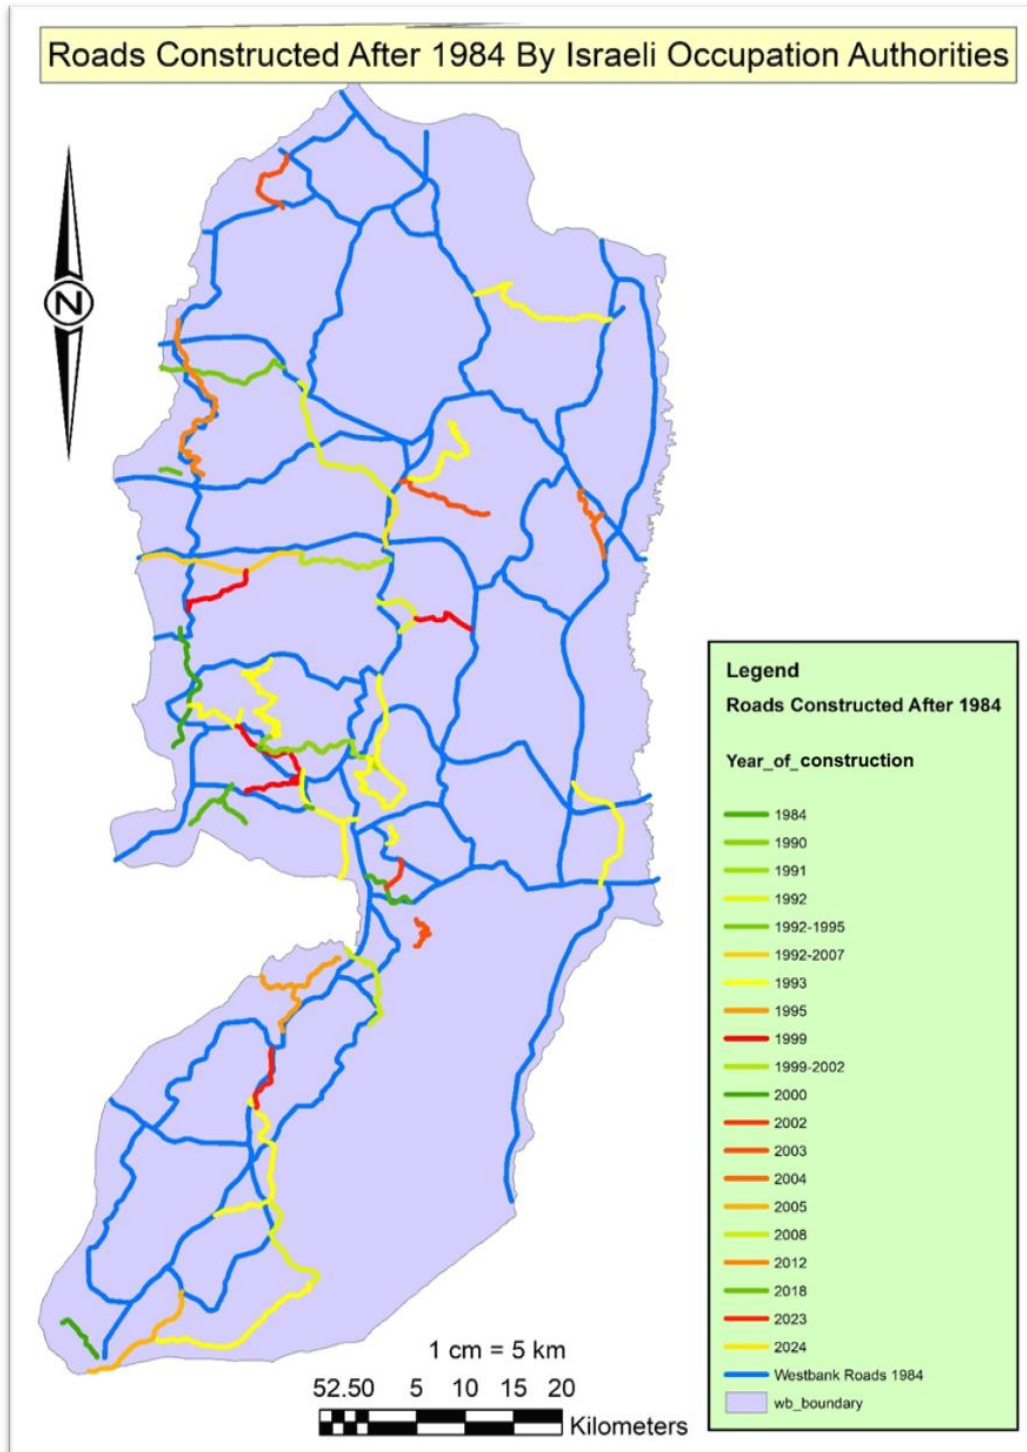 Roads Constructed After 1984 By Israeli Occupation Authorities
N
Legend
Roads Constructed After 1984
Year_of_construction
1984
1990
1991
1992
1992-1995
1992-2007
1993
1995
1999
1999-2002
2000
2002
2003
2004
2005
2008
2012
2018
2023
2024
Westbank Roads 1984
wb_boundary
1 cm = 5 km
52.50 5 10 15 20
Kilometers